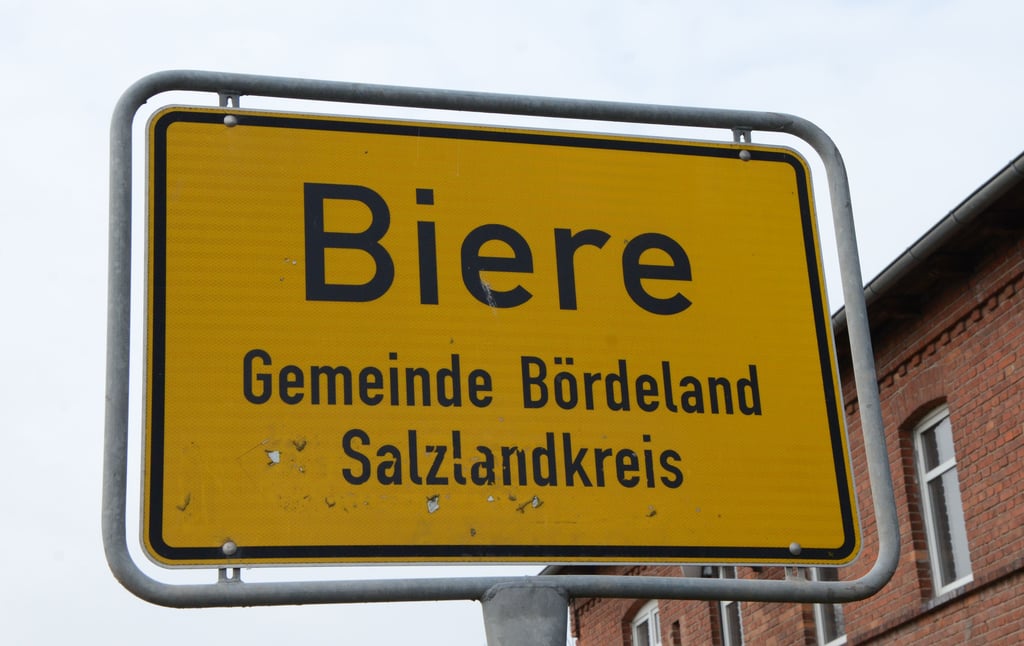 Biere
Gemeinde Bördeland
Salzlandkreis